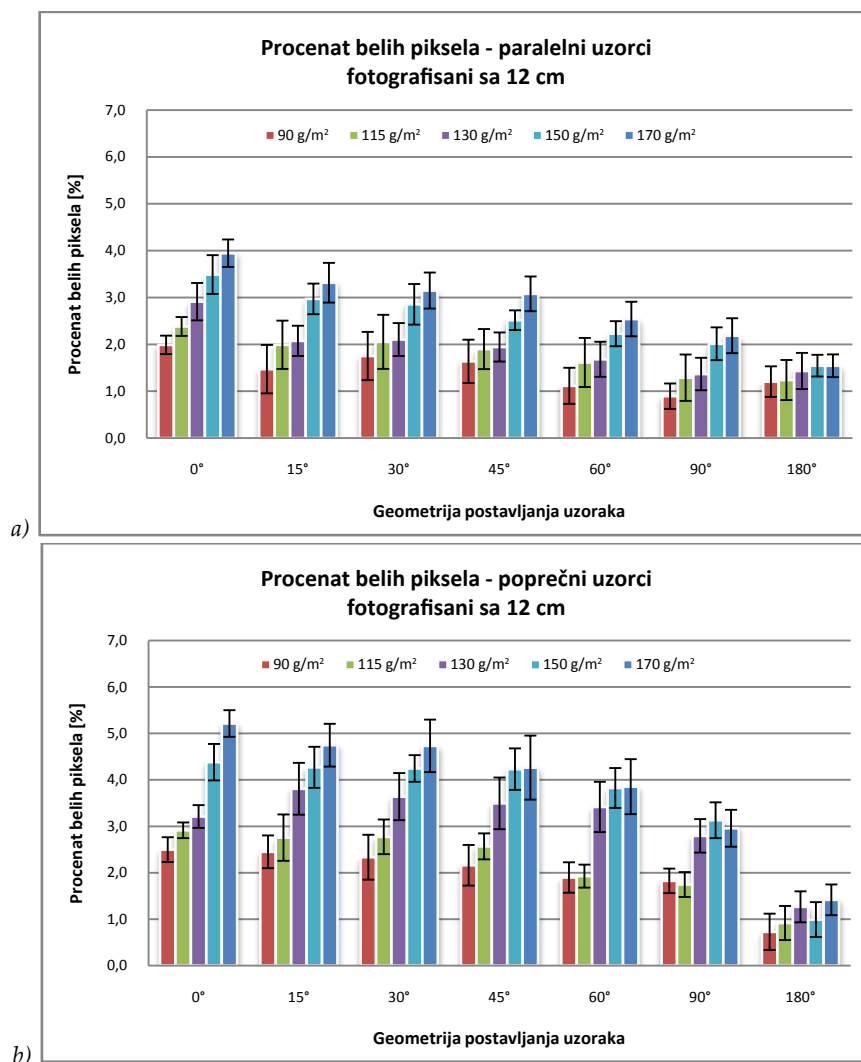 Procenat belih piksela - paralelni uzorci
fotografisani sa 12 cm
Procenat belih piksela [%]
7,0
6,0
5,0
4,0
3,0
2,0
1,0
0,0
90 g/m² 115 g/m² 130 g/m² 150 g/m² 170 g/m²
0° 15° 30° 45° 60° 90° 180°
Geometrija postavljanja uzoraka
a)
Procenat belih piksela - poprečni uzorci
fotografisani sa 12 cm
Procenat belih piksela [%]
7,0
6,0
5,0
4,0
3,0
2,0
1,0
0,0
90 g/m² 115 g/m² 130 g/m² 150 g/m² 170 g/m²
0° 15° 30° 45° 60° 90° 180°
Geometrija postavljanja uzoraka
b)